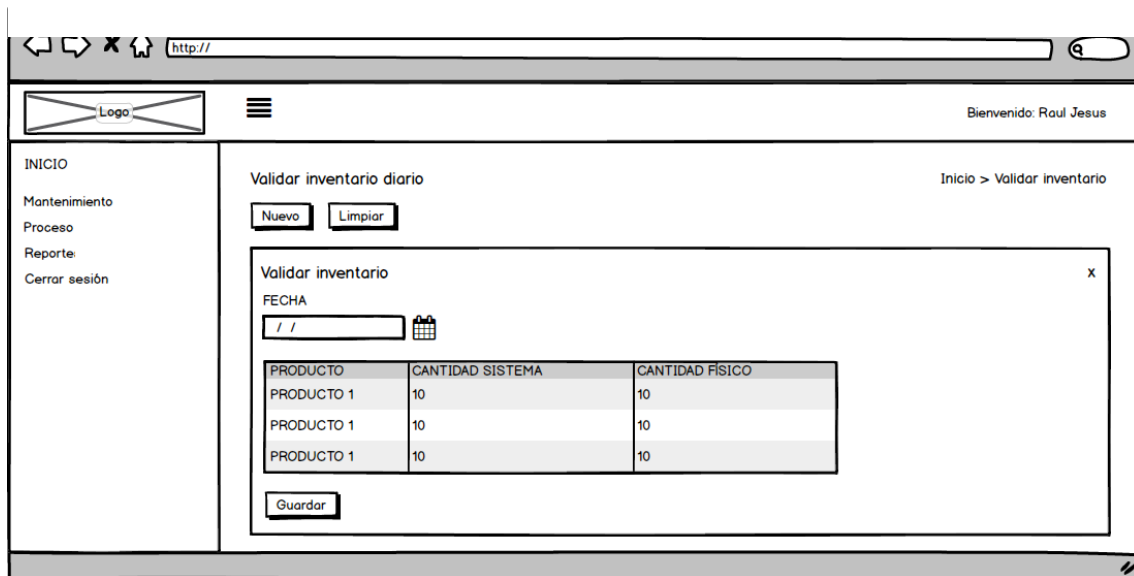 http://
Logo
Bienvenido: Raul Jesus
INICIO
Mantenimiento
Proceso
Reporte
Cerrar sesión
Validar inventario diario
Inicio > Validar inventario
Nuevo Limpiar
Validar inventario x
FECHA
/ /
PRODUCTO CANTIDAD SISTEMA CANTIDAD FÍSICO
PRODUCTO 1 10 10
PRODUCTO 1 10 10
PRODUCTO 1 10 10
Guardar